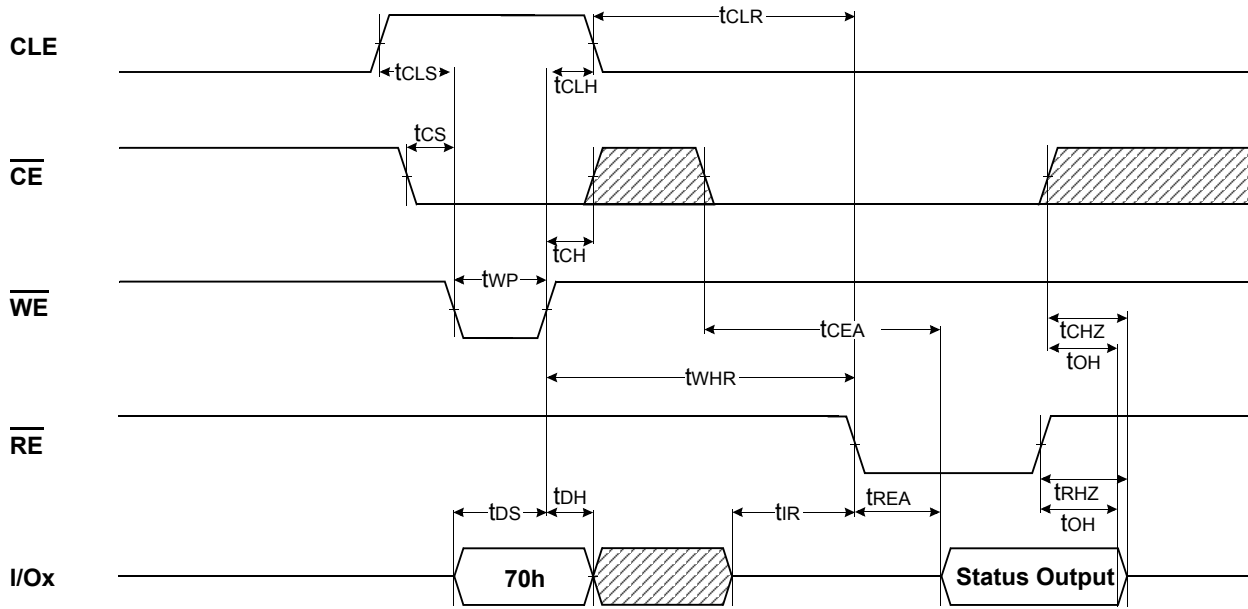 tCLR
CLE
tCLS
tCLH
tCS
CE
tCH
tWP
WE
tCEA
tCHZ
tOH
tWHR
RE
tDH
tRHZ
tDS
tIR
tREA
tOH
I/Ox
70h
Status Output